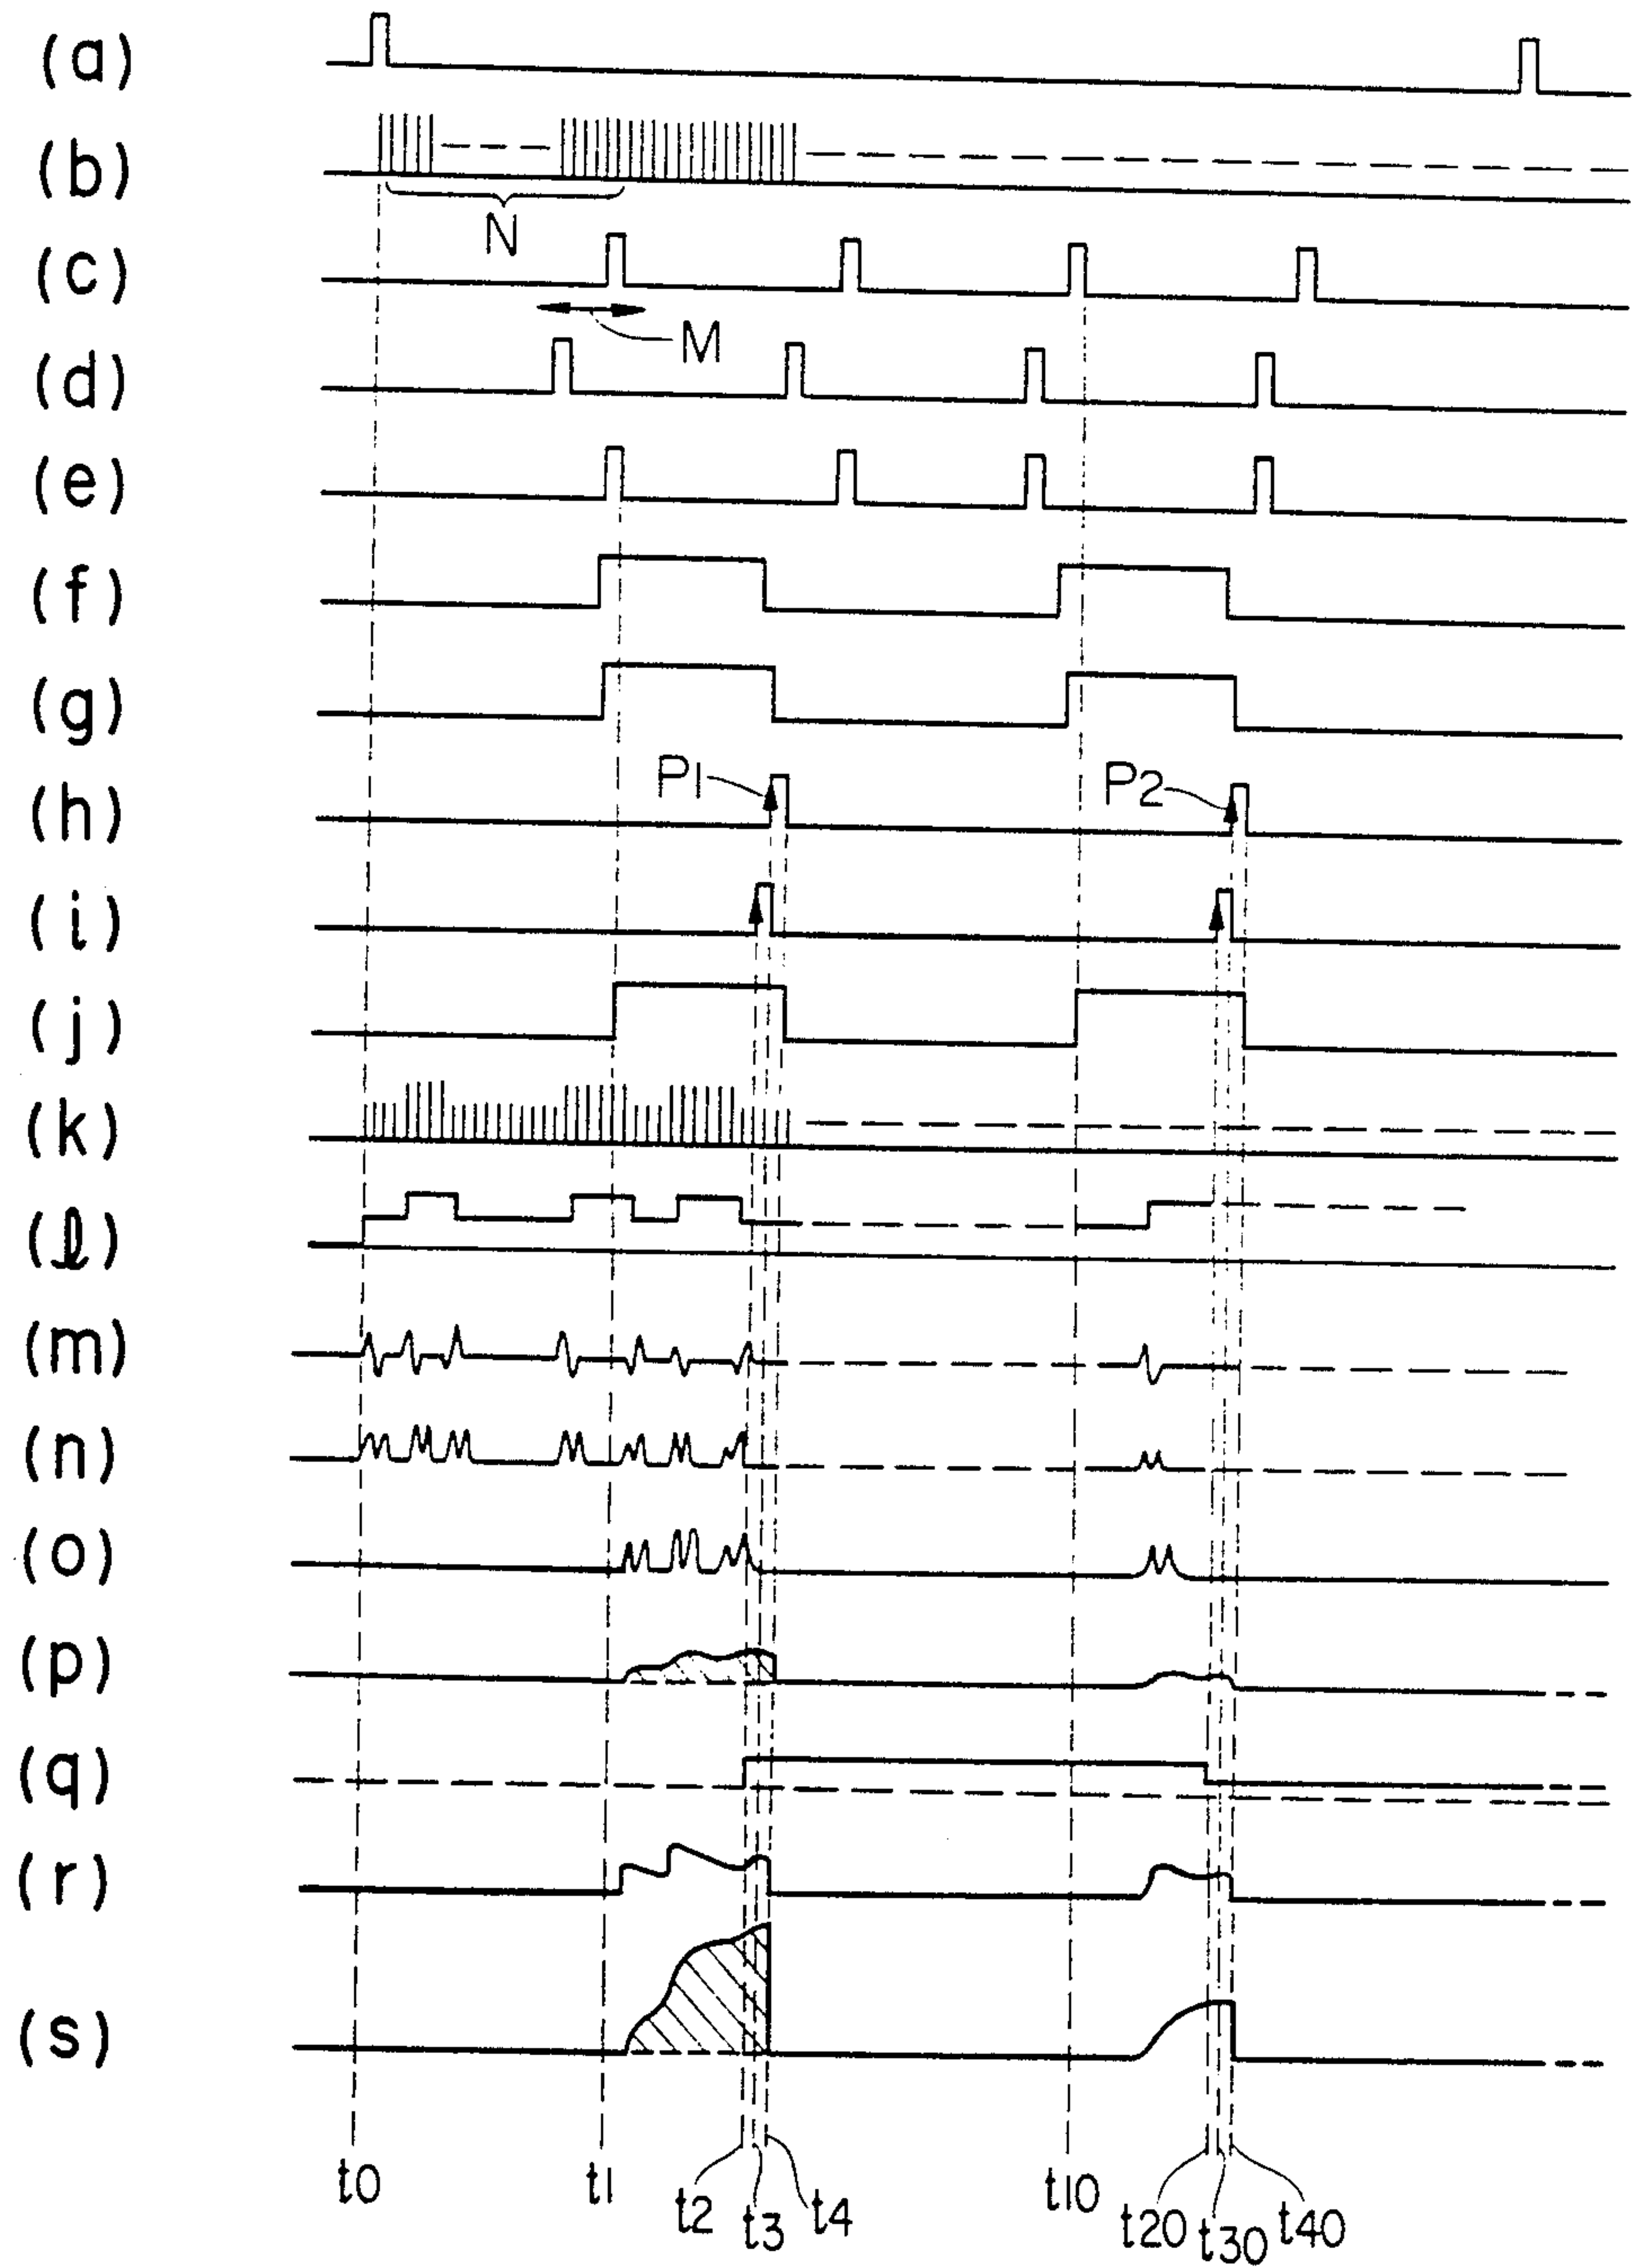 (a)
(b)
N
(c)
M
(d)
(e)
(f)
(g)
P1 P2
(h)
(i)
(j)
(k)
(ℓ)
(m)
(n)
(o)
(p)
(q)
(r)
(s)
t0 t1 t2 t3 t4 t10 t20 t30 t40